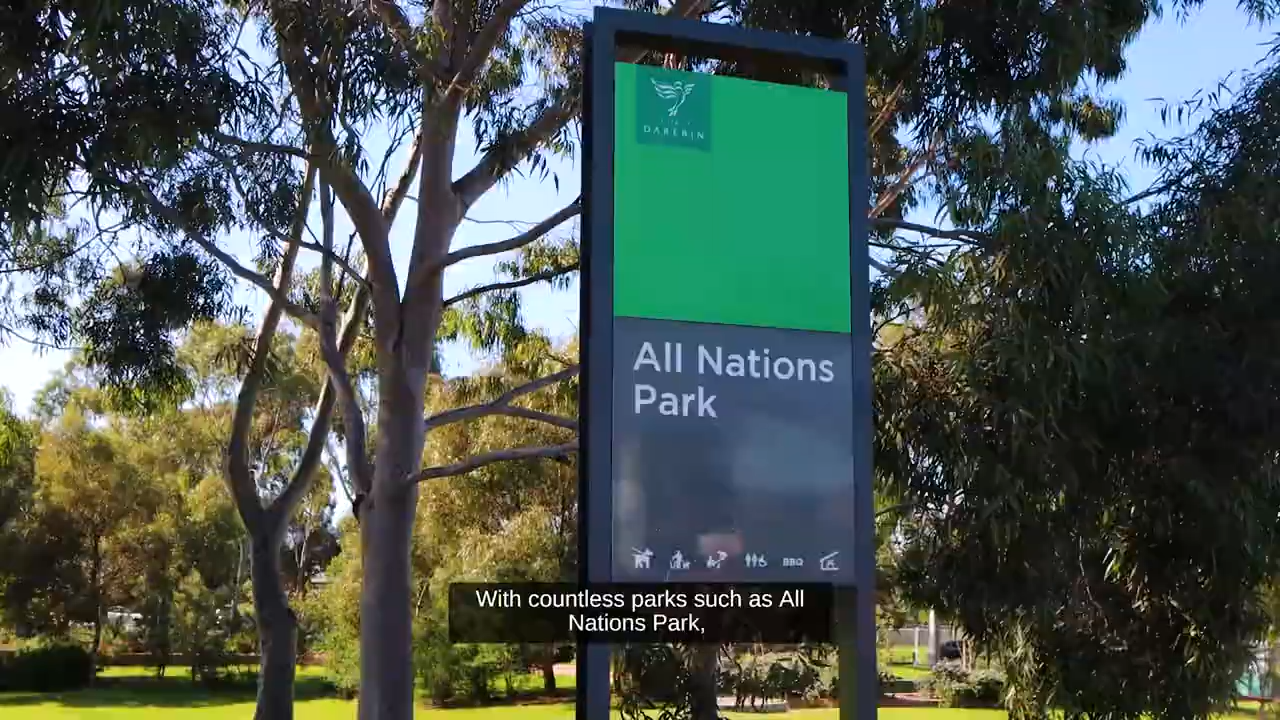 DAREBIN
All Nations
Park
BBQ
With countless parks such as All
Nations Park,